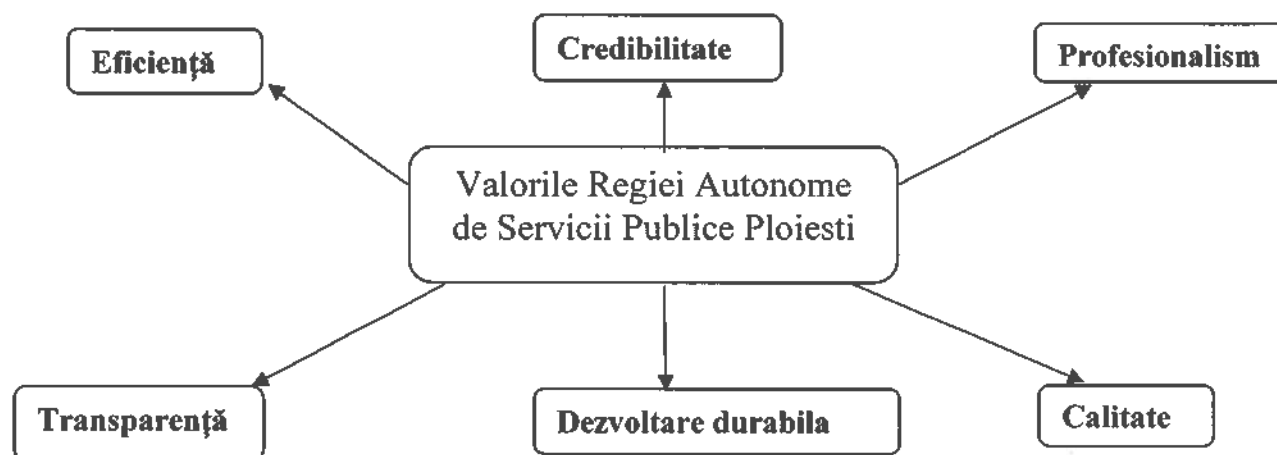 Eficiență
Credibilitate
Profesionalism
Valorile Regiei Autonome
de Servicii Publice Ploiesti
Transparență
Dezvoltare durabila
Calitate